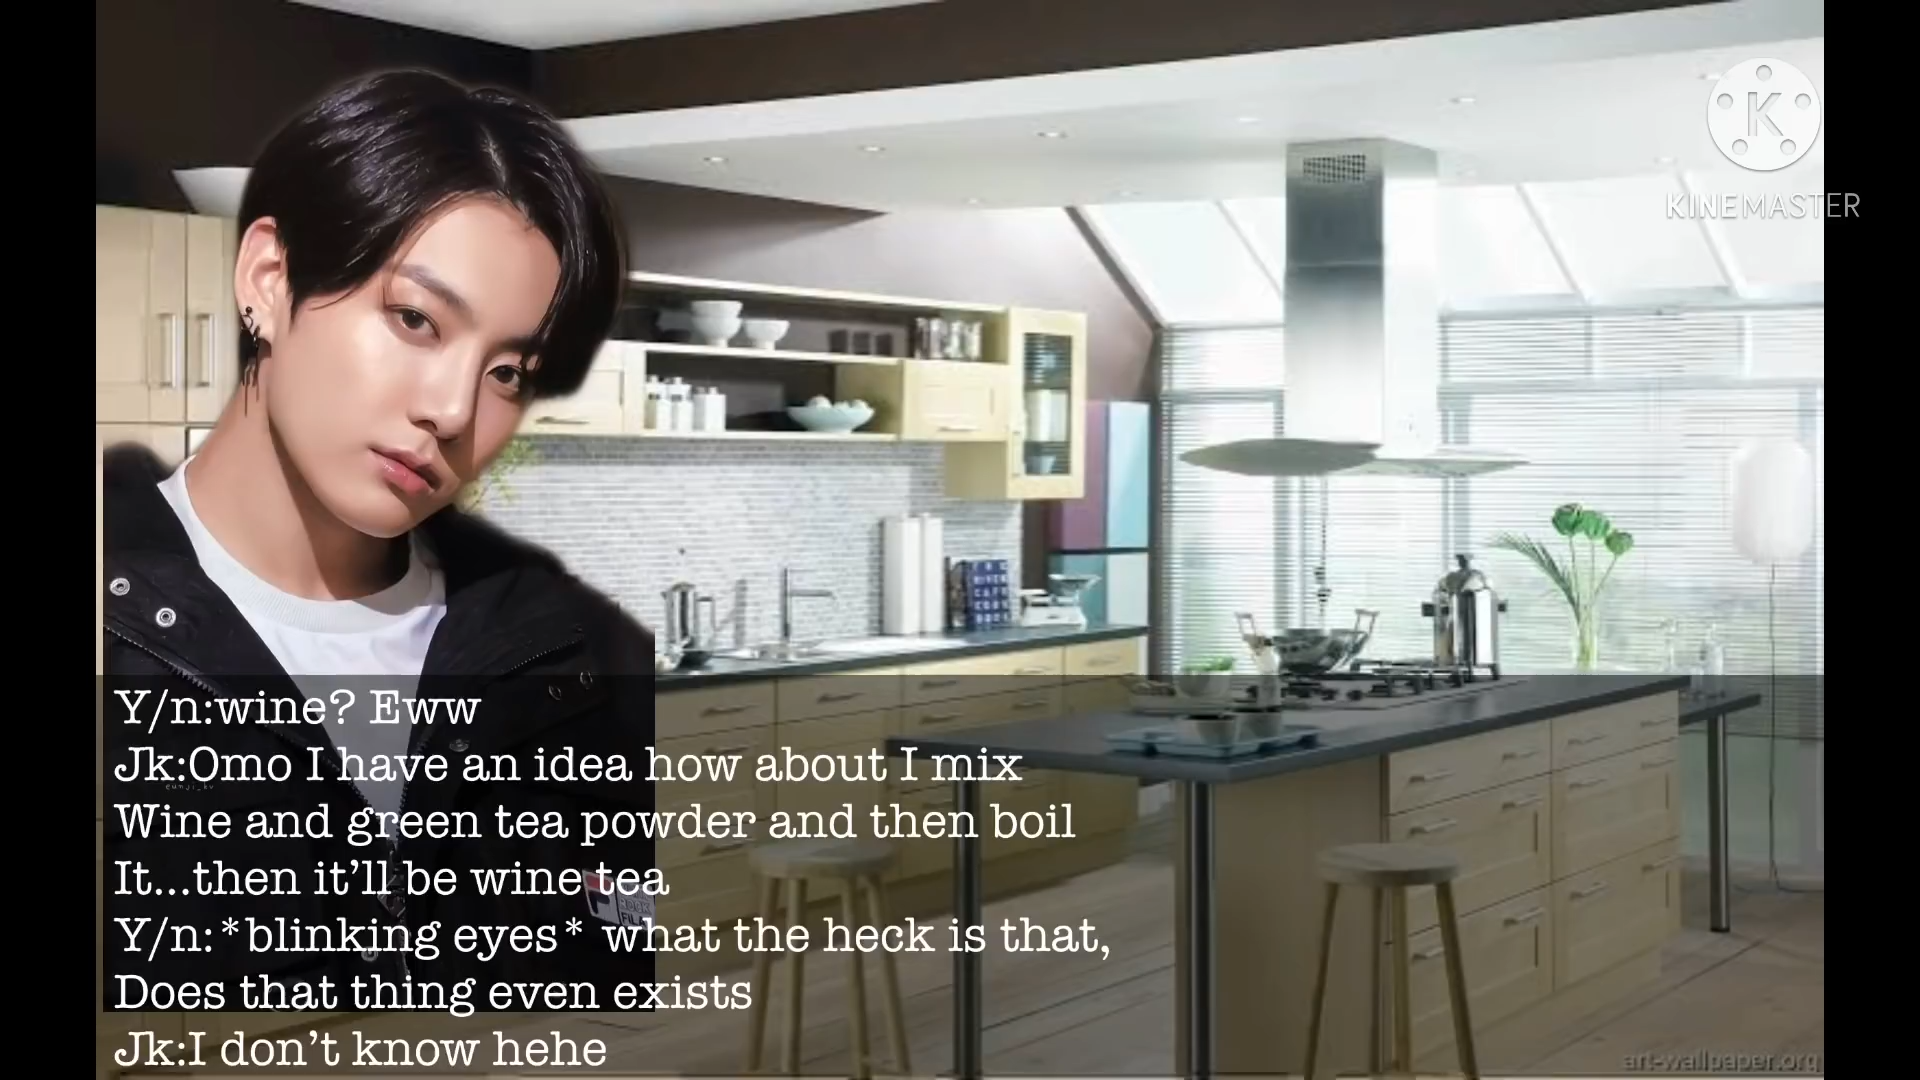 KINEMASTER
Y/n:wine? Eww
Jk:Omo I have an idea how about I mix
Wine and green tea powder and then boil
It...then it'll be wine tea
Y/n:*blinking eyes* what the heck is that,
Does that thing even exists
Jk:I don't know hehe
FILA
art-wallpaper.org